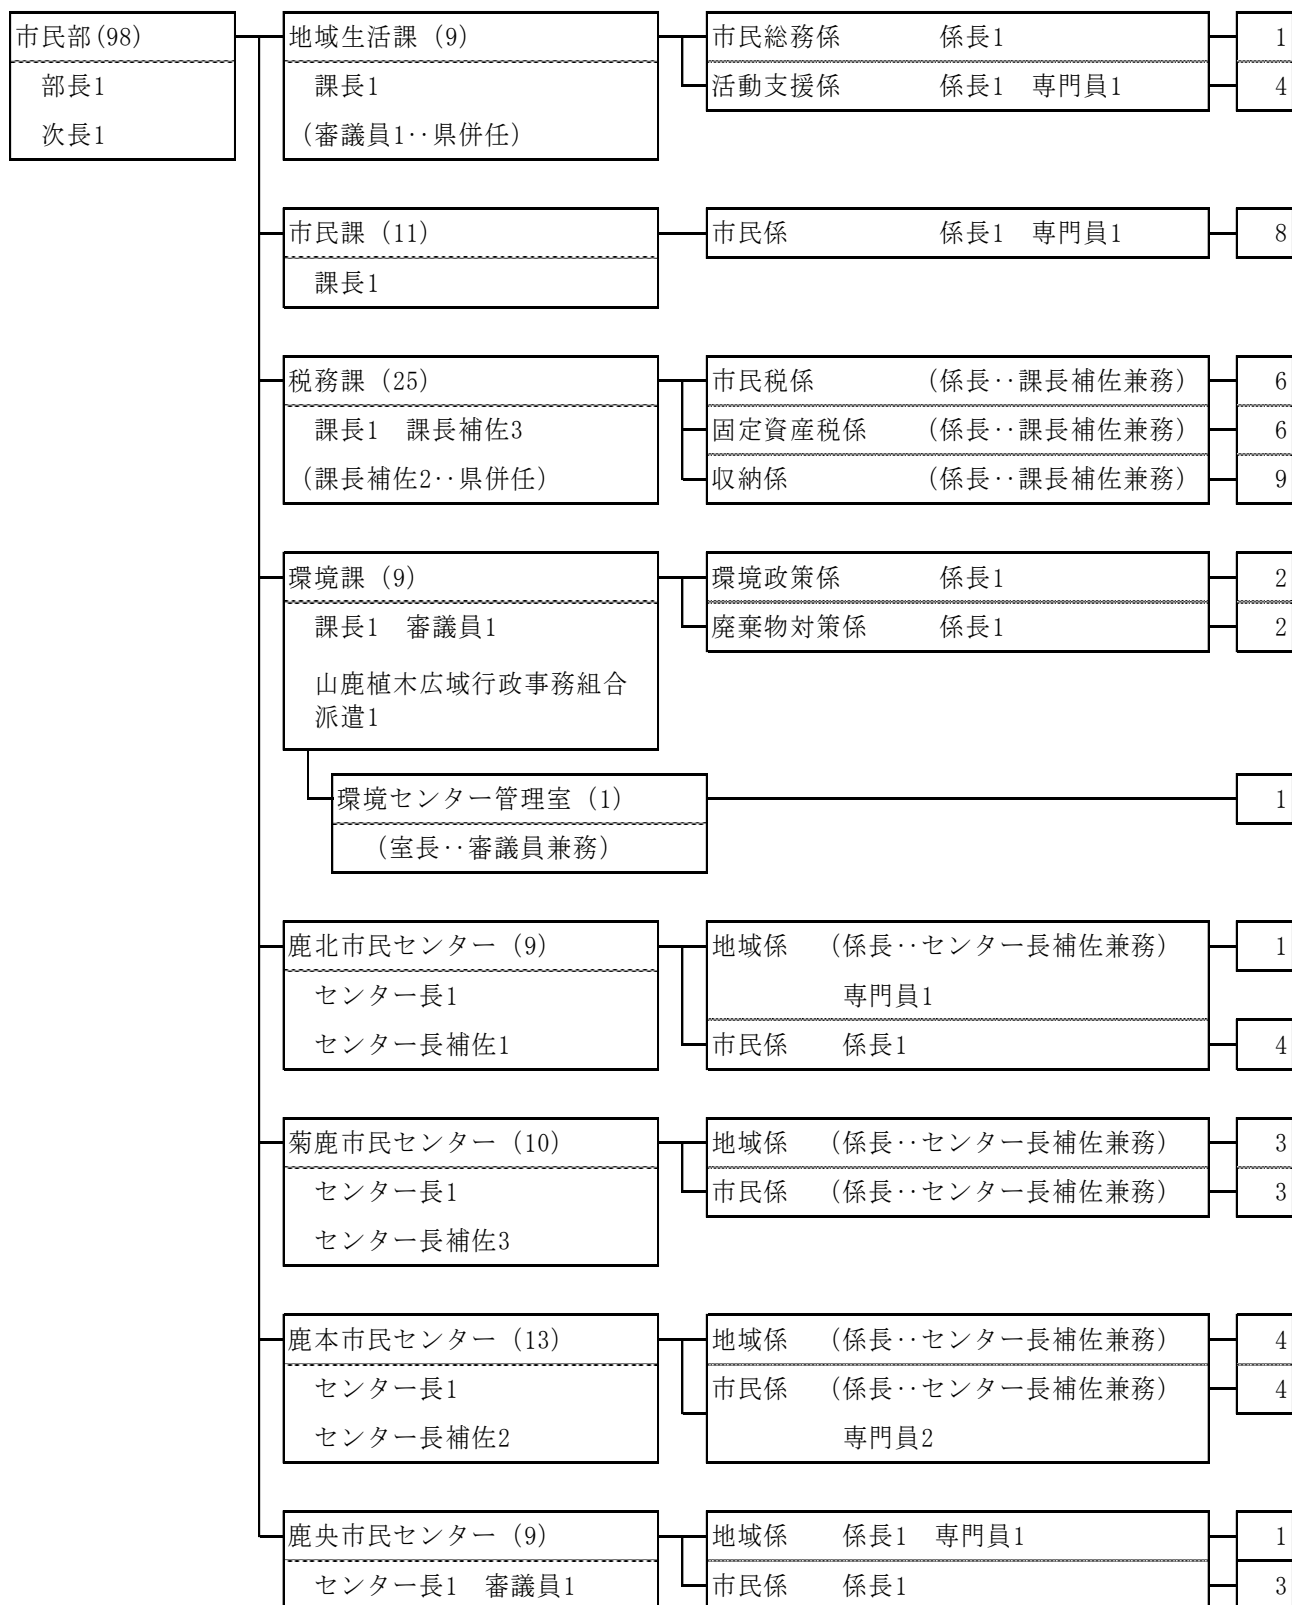 市民部(98) 地域生活課 (9) 市民総務係 係長1 1
部長1 課長1 活動支援係 係長1 専門員1 4
次長1 (審議員1‥県併任)
市民課 (11) 市民係 係長1 専門員1 8
課長1
税務課 (25) 市民税係 (係長‥課長補佐兼務) 6
課長1 課長補佐3 固定資産税係 (係長‥課長補佐兼務) 6
(課長補佐2‥県併任) 収納係 (係長‥課長補佐兼務) 9
環境課 (9) 環境政策係 係長1 2
課長1 審議員1 廃棄物対策係 係長1 2
山鹿植木広域行政事務組合
派遣1
環境センター管理室 (1) 1
(室長‥審議員兼務)
鹿北市民センター (9) 地域係 (係長‥センター長補佐兼務) 1
センター長1 専門員1
センター長補佐1 市民係 係長1 4
菊鹿市民センター (10) 地域係 (係長‥センター長補佐兼務) 3
センター長1 市民係 (係長‥センター長補佐兼務) 3
センター長補佐3
鹿本市民センター (13) 地域係 (係長‥センター長補佐兼務) 4
センター長1 市民係 (係長‥センター長補佐兼務) 4
センター長補佐2 専門員2
鹿央市民センター (9) 地域係 係長1 専門員1 1
センター長1 審議員1 市民係 係長1 3